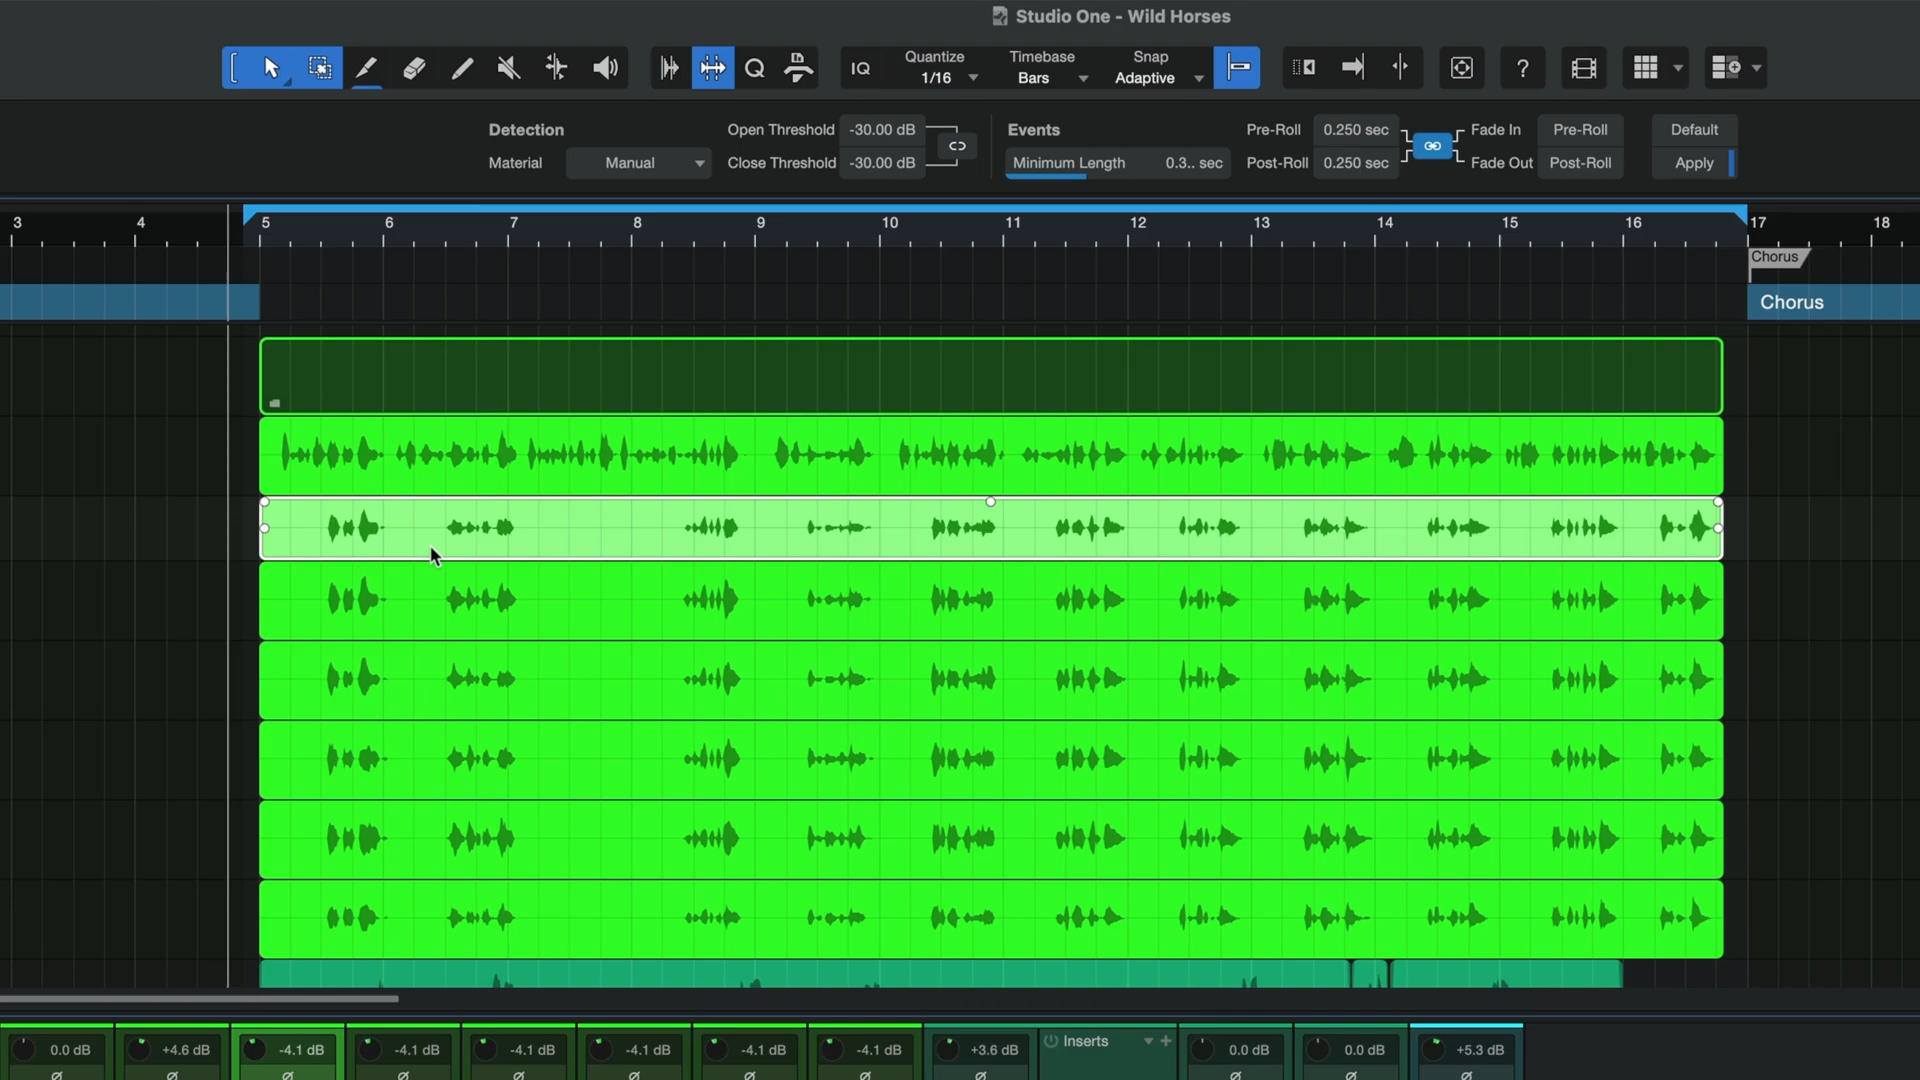 Studio One - Wild Horses
IQ
Quantize
1/16
Timebase
Bars
Snap
Adaptive
?
Detection
Material
Manual
Open Threshold
-30.00 dB
Close Threshold
-30.00 dB
Events
Minimum Length
0.3.. sec
Pre-Roll
0.250 sec
Post-Roll
0.250 sec
Fade In
Pre-Roll
Fade Out
Post-Roll
Default
Apply
3 4 5 6 7 8 9 10 11 12 13 14 15 16 17 18
Chorus
Chorus
0.0 dB
+4.6 dB
-4.1 dB
-4.1 dB
-4.1 dB
-4.1 dB
-4.1 dB
-4.1 dB
+3.6 dB
Inserts
0.0 dB
0.0 dB
+5.3 dB